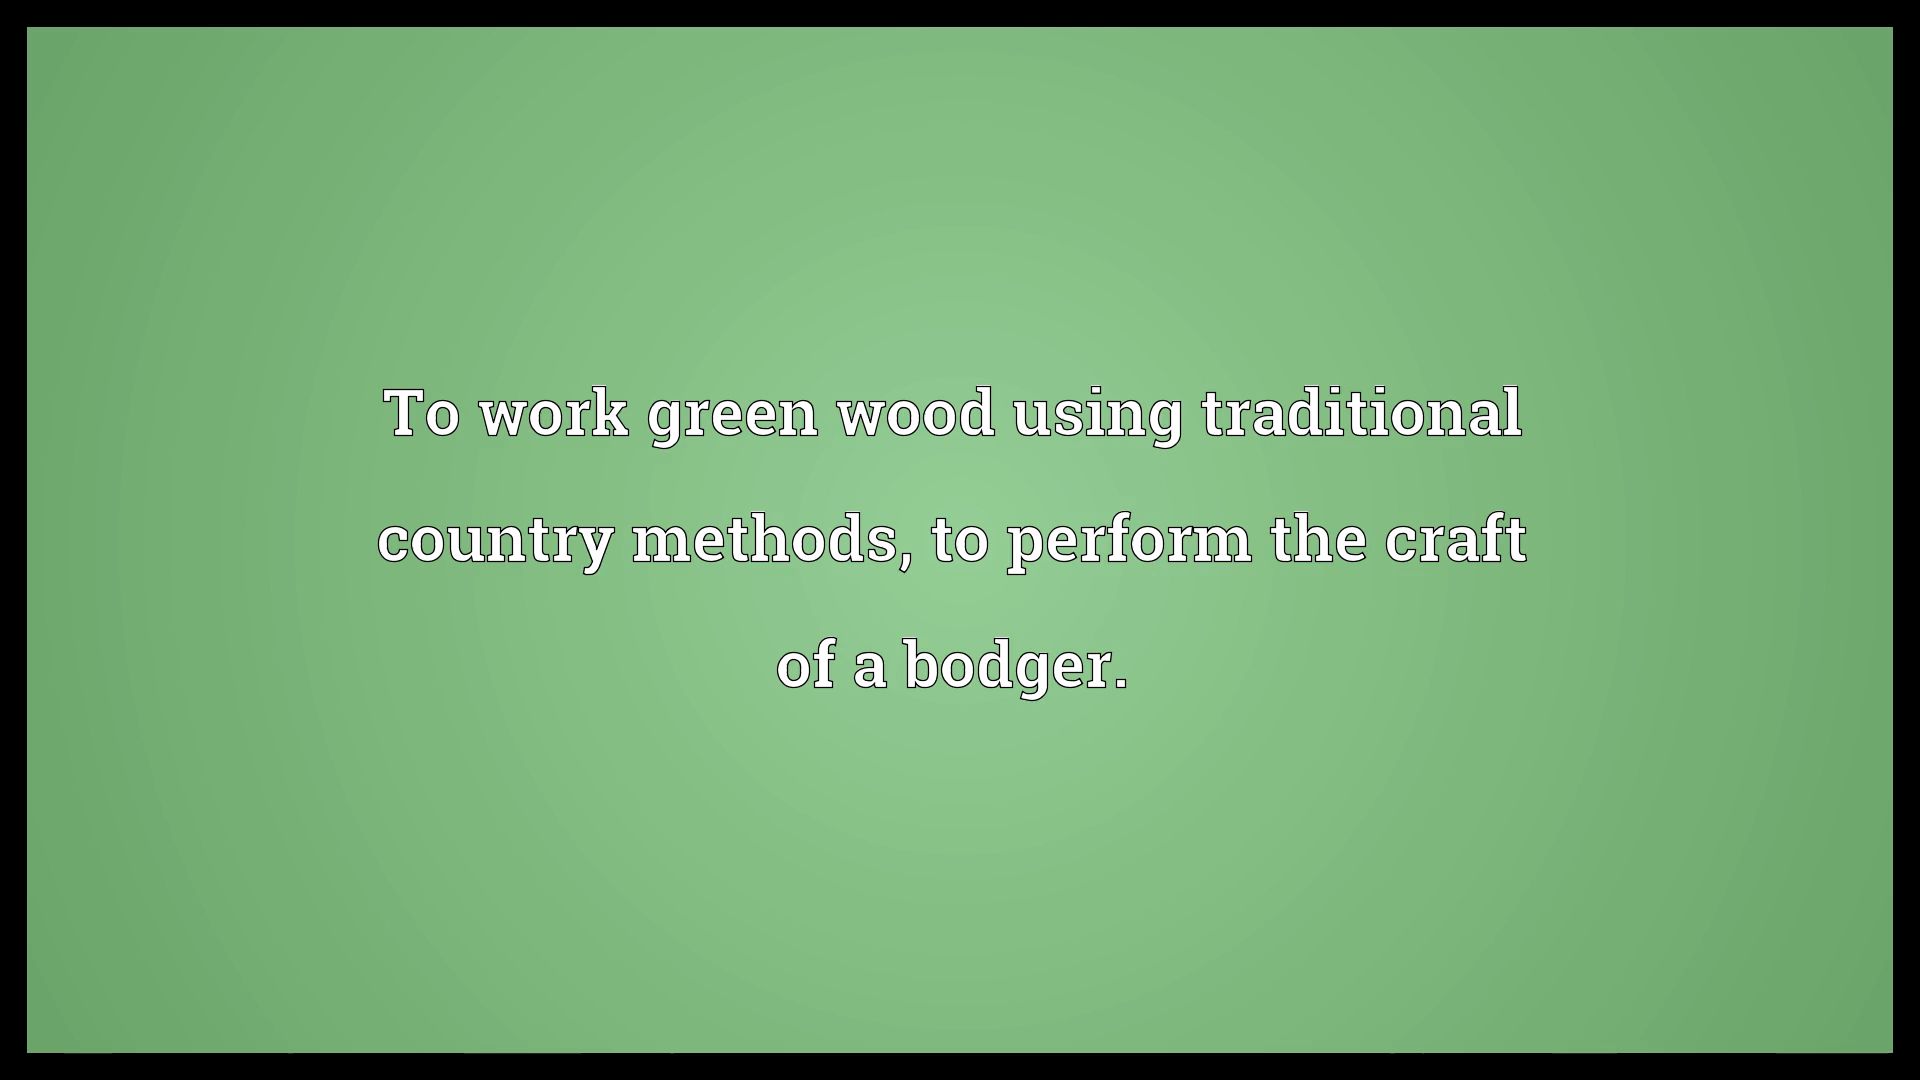 To work green wood using traditional
country methods, to perform the craft
of a bodger.